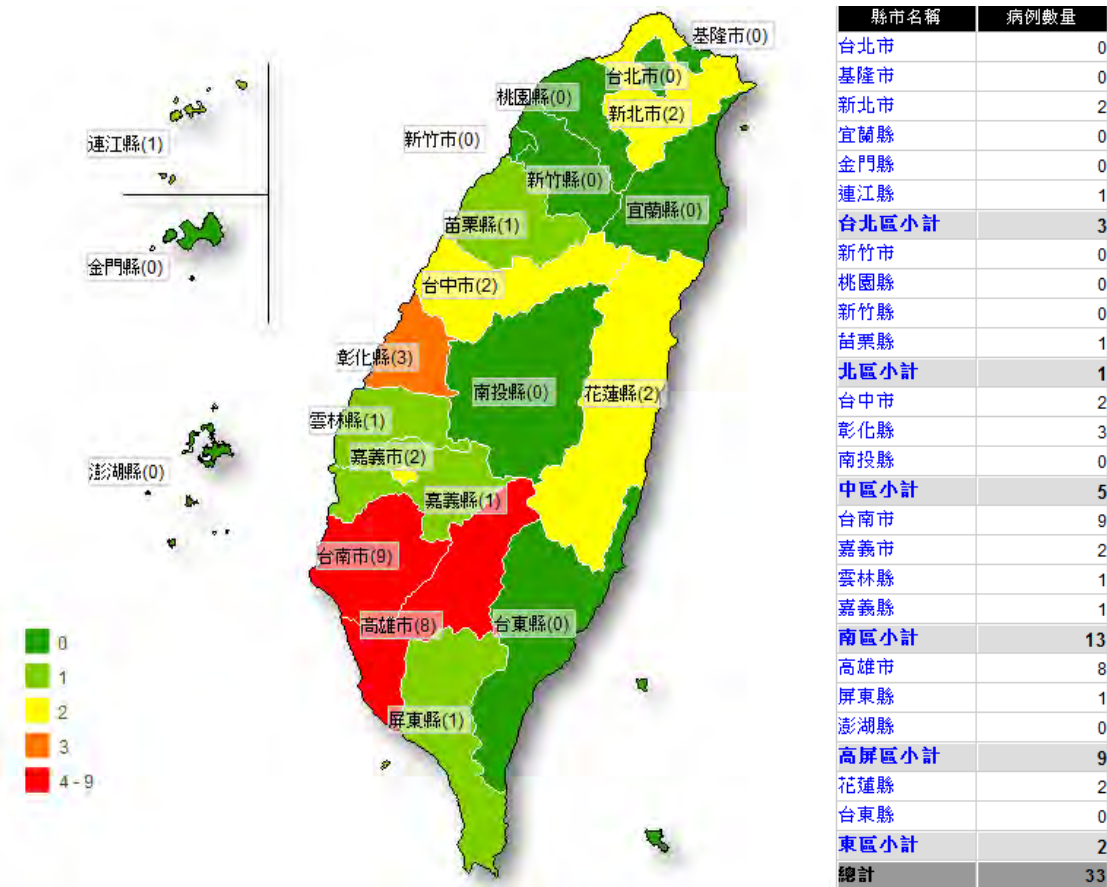 基隆市(0)
台北市(0)
桃園縣(0)
新北市(2)
新竹市(0)
連江縣(1)
新竹縣(0)
宜蘭縣(0)
苗栗縣(1)
金門縣(0)
台中市(2)
彰化縣(3)
南投縣(0)
花蓮縣(2)
雲林縣(1)
嘉義市(2)
澎湖縣(0)
嘉義縣(1)
台南市(9)
高雄市(8)
台東縣(0)
屏東縣(1)
0
1
2
3
4 - 9
縣市名稱 病例數量
台北市 0
基隆市 0
新北市 2
宜蘭縣 0
金門縣 0
連江縣 1
台北區小計 3
新竹市 0
桃園縣 0
新竹縣 0
苗栗縣 1
北區小計 1
台中市 2
彰化縣 3
南投縣 0
中區小計 5
台南市 9
嘉義市 2
雲林縣 1
嘉義縣 1
南區小計 13
高雄市 8
屏東縣 1
澎湖縣 0
高屏區小計 9
花蓮縣 2
台東縣 0
東區小計 2
總計 33